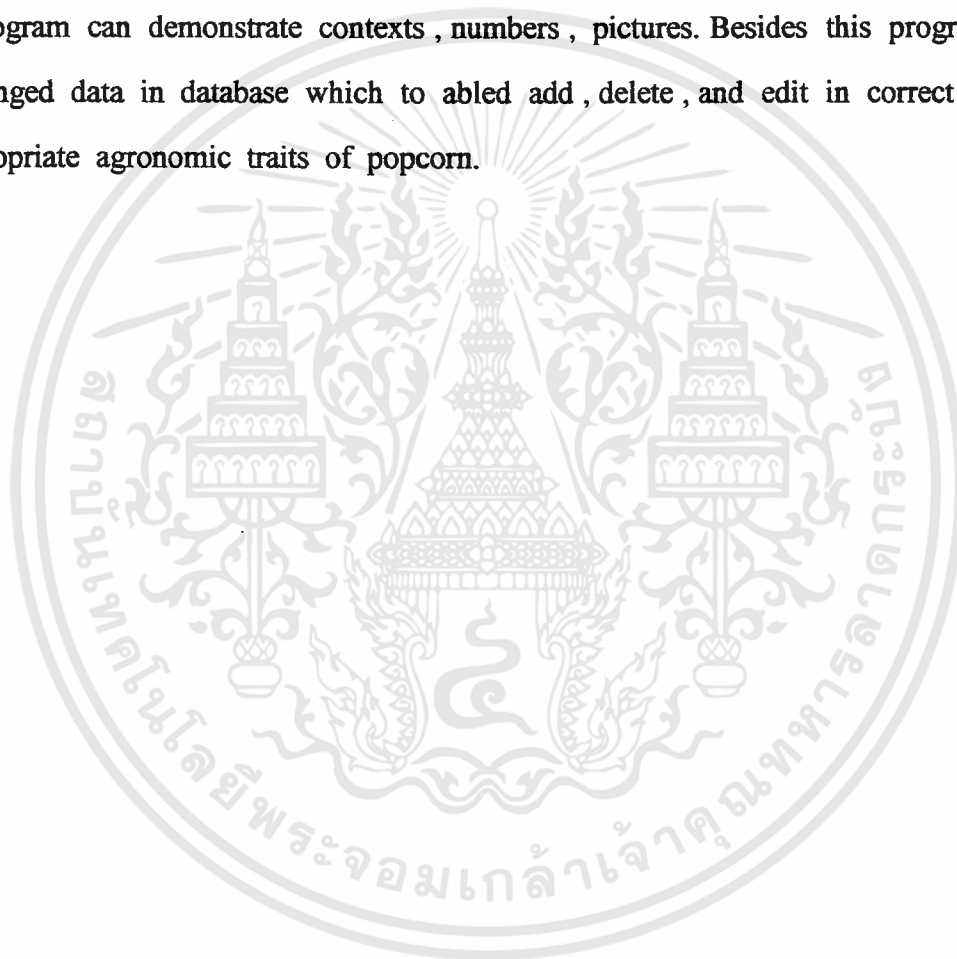 ogram can demonstrate contexts , numbers , pictures. Besides this progr
nged data in database which to abled add , delete , and edit in correct
opriate agronomic traits of popcorn.
สถาบันเทคโนโลยีพระจอมเกล้าเจ้าคุณทหารลาดกระบัง
๔